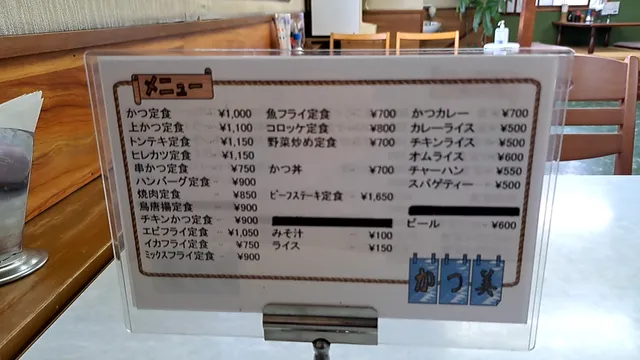 メニュー
かつ定食 ¥1,000
上かつ定食 ¥1,100
トンテキ定食 ¥1,150
ヒレカツ定食 ¥1,150
串かつ定食 ¥750
ハンバーグ定食 ¥900
焼肉定食 ¥850
鳥唐揚定食 ¥900
チキンかつ定食 ¥900
エビフライ定食 ¥1,050
イカフライ定食 ¥750
ミックスフライ定食 ¥900
魚フライ定食 ¥700
コロッケ定食 ¥800
野菜炒め定食 ¥700
かつ丼 ¥700
ビーフステーキ定食 ¥1,650
みそ汁 ¥100
ライス ¥150
かつカレー ¥700
カレーライス ¥500
チキンライス ¥500
オムライス ¥600
チャーハン ¥550
スパゲティー ¥500
ビール ¥600
かつ美